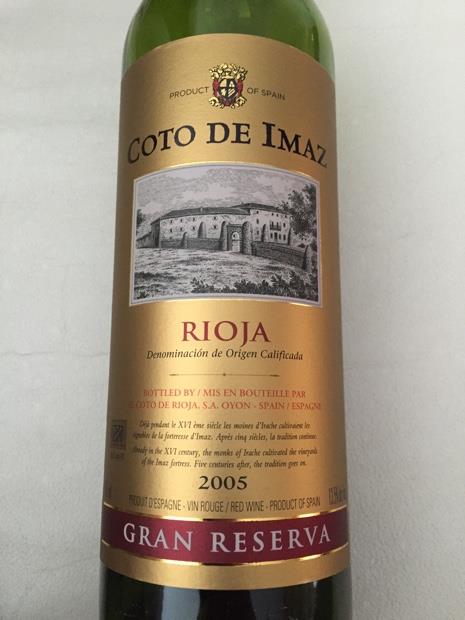 PRODUCT OF SPAIN
COTO DE IMAZ
RIOJA
Denominación de Origen Calificada
BOTTLED BY / MIS EN BOUTEILLE PAR
EL COTO DE RIOJA, S.A. OYON - SPAIN / ESPAGNE
Déjà pendant le XVI ème siècle les moines d'Irache cultivaient les
vignobles de la forteresse d'Imaz. Après cinq siècles, la tradition continue.
Already in the XVI century, the monks of Irache cultivated the vineyards
of the Imaz fortress. Five centuries after, the tradition goes on.
2005
PRODUIT D'ESPAGNE - VIN ROUGE / RED WINE - PRODUCT OF SPAIN
GRAN RESERVA